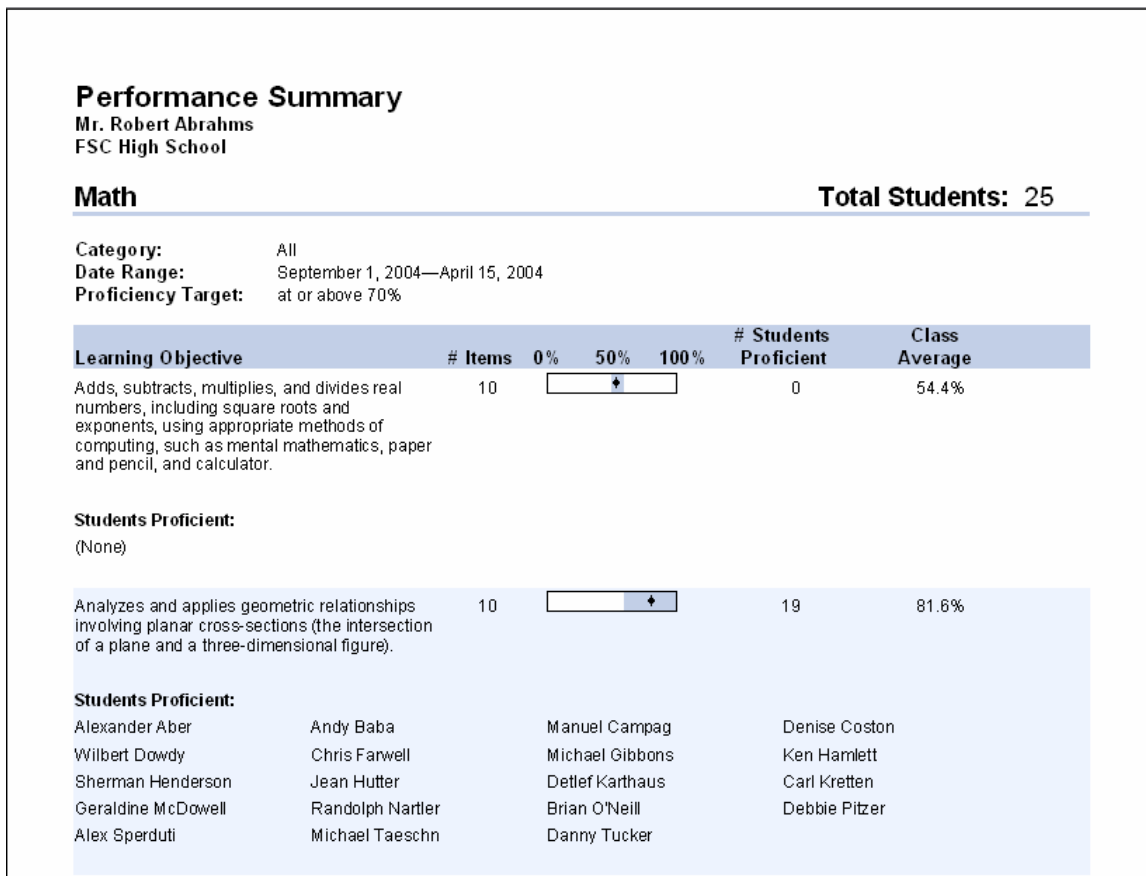 Performance Summary
Mr. Robert Abrahms
FSC High School
Math Total Students: 25
Category: All
Date Range: September 1, 2004—April 15, 2004
Proficiency Target: at or above 70%
# Students Class
Learning Objective # Items 0% 50% 100% Proficient Average
Adds, subtracts, multiplies, and divides real 10 0 54.4%
numbers, including square roots and
exponents, using appropriate methods of
computing, such as mental mathematics, paper
and pencil, and calculator.
Students Proficient:
(None)
Analyzes and applies geometric relationships 10 19 81.6%
involving planar cross-sections (the intersection
of a plane and a three-dimensional figure).
Students Proficient:
Alexander Aber Andy Baba Manuel Campag Denise Coston
Wilbert Dowdy Chris Farwell Michael Gibbons Ken Hamlett
Sherman Henderson Jean Hutter Detlef Karthaus Carl Kretten
Geraldine McDowell Randolph Nartler Brian O'Neill Debbie Pitzer
Alex Sperduti Michael Taeschn Danny Tucker